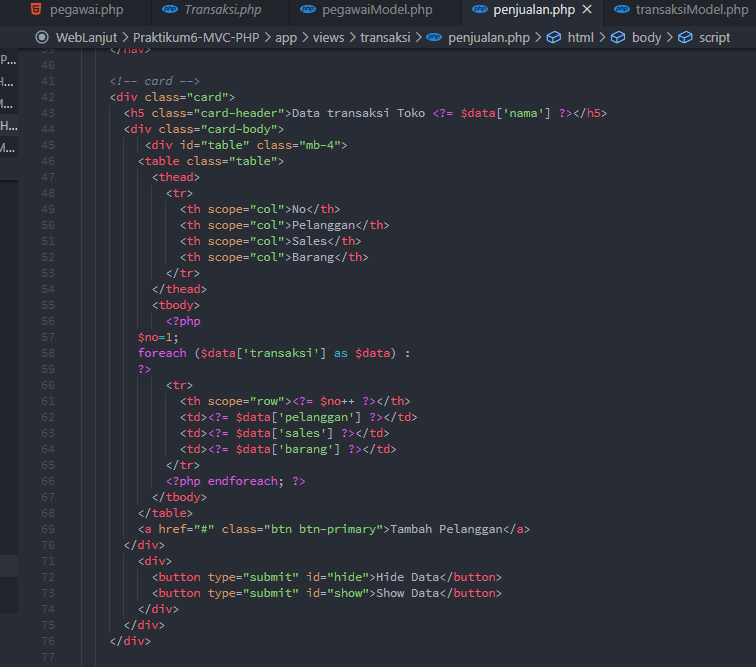 pegawai.php Transaksi.php pegawaiModel.php penjualan.php transaksiModel.php
WebLanjut > Praktikum6-MVC-PHP > app > views > transaksi > penjualan.php > html > body > script
39 </nav>
40
41 <!-- card -->
42 <div class="card">
43 <h5 class="card-header">Data transaksi Toko <?= $data['nama'] ?></h5>
44 <div class="card-body">
45 <div id="table" class="mb-4">
46 <table class="table">
47 <thead>
48 <tr>
49 <th scope="col">No</th>
50 <th scope="col">Pelanggan</th>
51 <th scope="col">Sales</th>
52 <th scope="col">Barang</th>
53 </tr>
54 </thead>
55 <tbody>
56 <?php
57 $no=1;
58 foreach ($data['transaksi'] as $data) :
59 ?>
60 <tr>
61 <th scope="row"><?= $no++ ?></th>
62 <td><?= $data['pelanggan'] ?></td>
63 <td><?= $data['sales'] ?></td>
64 <td><?= $data['barang'] ?></td>
65 </tr>
66 <?php endforeach; ?>
67 </tbody>
68 </table>
69 <a href="#" class="btn btn-primary">Tambah Pelanggan</a>
70 </div>
71 <div>
72 <button type="submit" id="hide">Hide Data</button>
73 <button type="submit" id="show">Show Data</button>
74 </div>
75 </div>
76 </div>
77